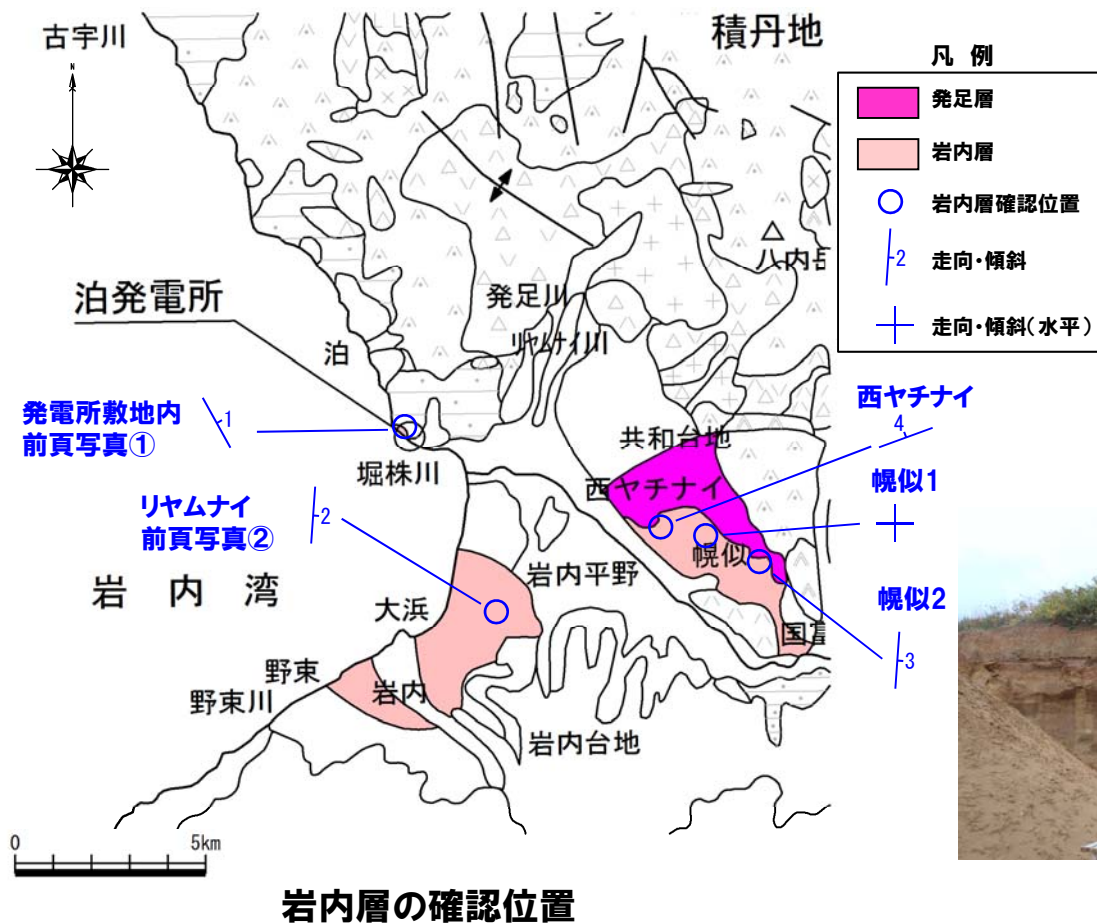 古宇川
積丹地
N
凡 例
発足層
岩内層
岩内層確認位置
2
走向・傾斜
走向・傾斜(水平)
八内岳
発足川
リヤムナイ川
泊発電所
泊
発電所敷地内
前頁写真①
1
堀株川
西ヤチナイ
4
共和台地
西ヤチナイ
幌似1
リヤムナイ
前頁写真②
2
幌似
岩内平野
岩内湾
大浜
幌似2
3
国富
野束
岩内
野束川
岩内台地
0
5km
岩内層の確認位置